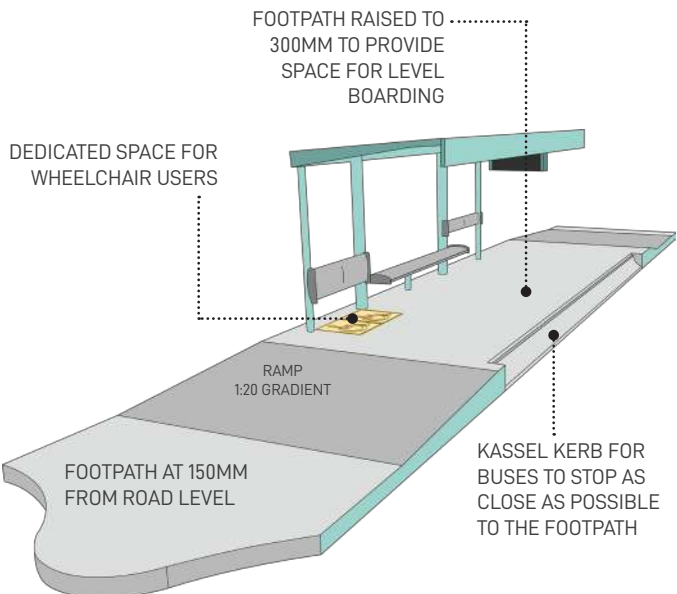 FOOTPATH RAISED TO
300MM TO PROVIDE
SPACE FOR LEVEL
BOARDING
DEDICATED SPACE FOR
WHEELCHAIR USERS
RAMP
1:20 GRADIENT
FOOTPATH AT 150MM
FROM ROAD LEVEL
KASSEL KERB FOR
BUSES TO STOP AS
CLOSE AS POSSIBLE
TO THE FOOTPATH